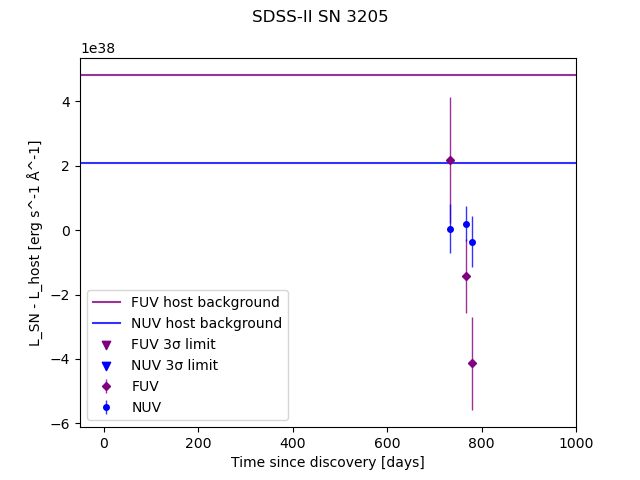 SDSS-II SN 3205
1e38
L_SN - L_host [erg s^-1 Å^-1]
4
2
0
−2
−4
−6
FUV host background
NUV host background
FUV 3σ limit
NUV 3σ limit
FUV
NUV
0 200 400 600 800 1000
Time since discovery [days]